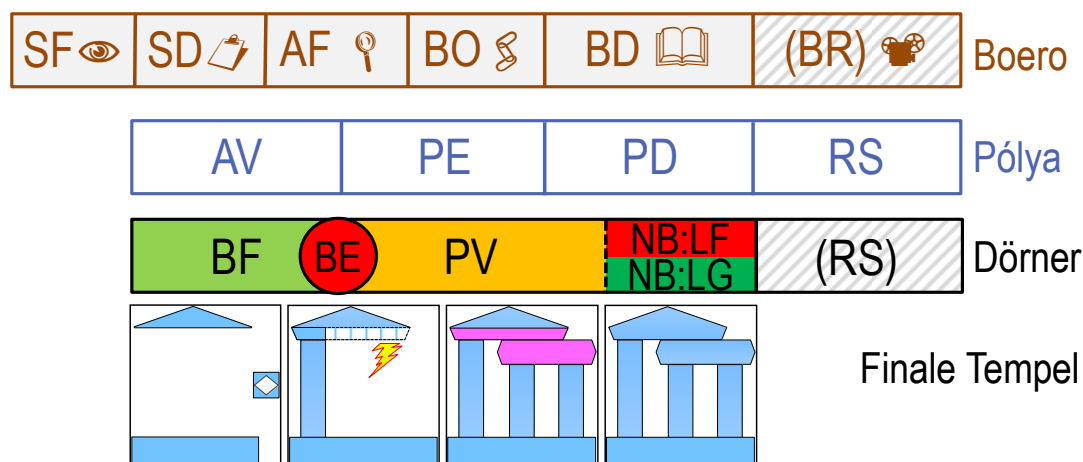 SF SD AF BO BD (BR) Boero
AV PE PD RS Pólya
BF BE PV NB:LF NB:LG (RS) Dörner
Finale Tempel